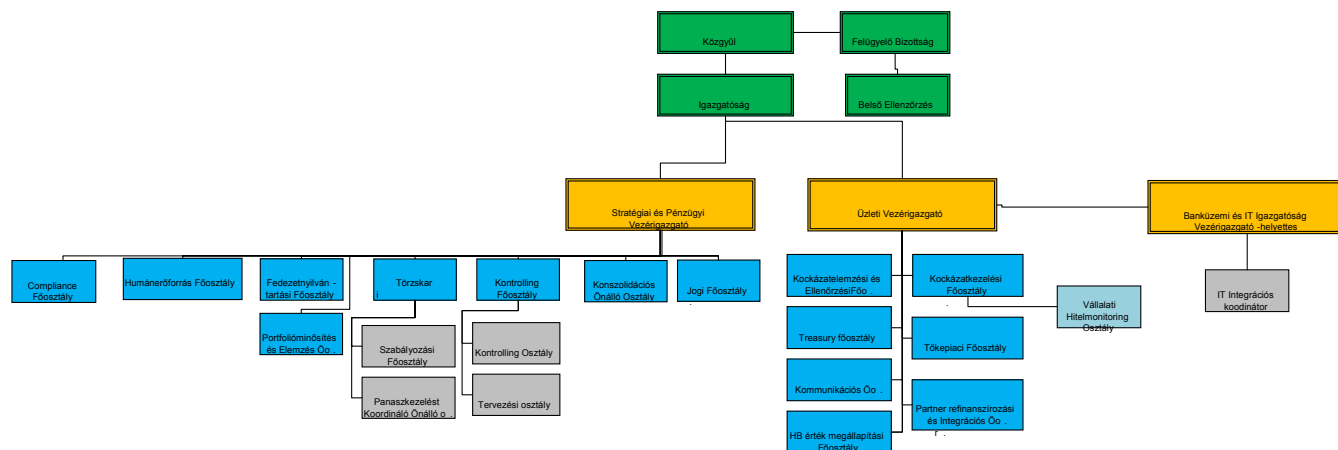 Közgyűl
Felügyelő Bizottság
Igazgatóság
Belső Ellenzőrzés
Stratégiai és Pénzügyi
Vezérigazgató
Üzleti Vezérigazgató
Banküzemi és IT Igazgatóság
Vezérigazgató -helyettes
Compliance
Főosztály
Humánerőforrás Főosztály
Fedezetnyilván -
tartási Főosztály
Törzskar
i
Kontrolling
Főosztály
Konszolidációs
Önálló Osztály
Jogi Főosztály
Portfolióminősítés
és Elemzés Öo .
Szabályozási
Főosztály
Panaszkezelést
Koordináló Önálló o .
Kontrolling Osztály
Tervezési osztály
Kockázatelemzési és
EllenőrzésiFőo .
Kockázatkezelési
Főosztály
Vállalati
Hitelmonitoring
Osztály
IT Integrációs
koodinátor
Treasury főosztály
Tőkepiaci Főosztály
Kommunikációs Öo .
Partner refinanszírozási
és Integrációs Öo .
HB érték megállapítási
Főosztály